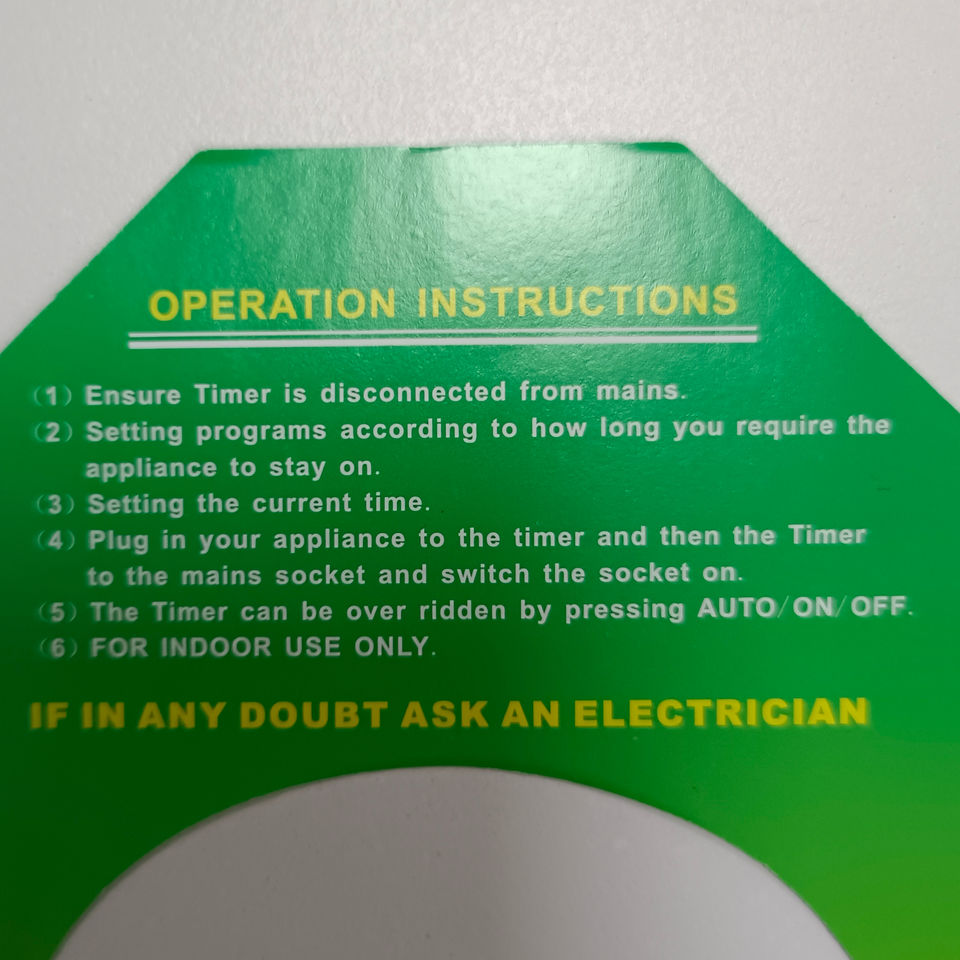 OPERATION INSTRUCTIONS
(1) Ensure Timer is disconnected from mains.
(2) Setting programs according to how long you require the
appliance to stay on.
(3) Setting the current time.
(4) Plug in your appliance to the timer and then the Timer
to the mains socket and switch the socket on.
(5) The Timer can be over ridden by pressing AUTO/ON/OFF.
(6) FOR INDOOR USE ONLY.
IF IN ANY DOUBT ASK AN ELECTRICIAN